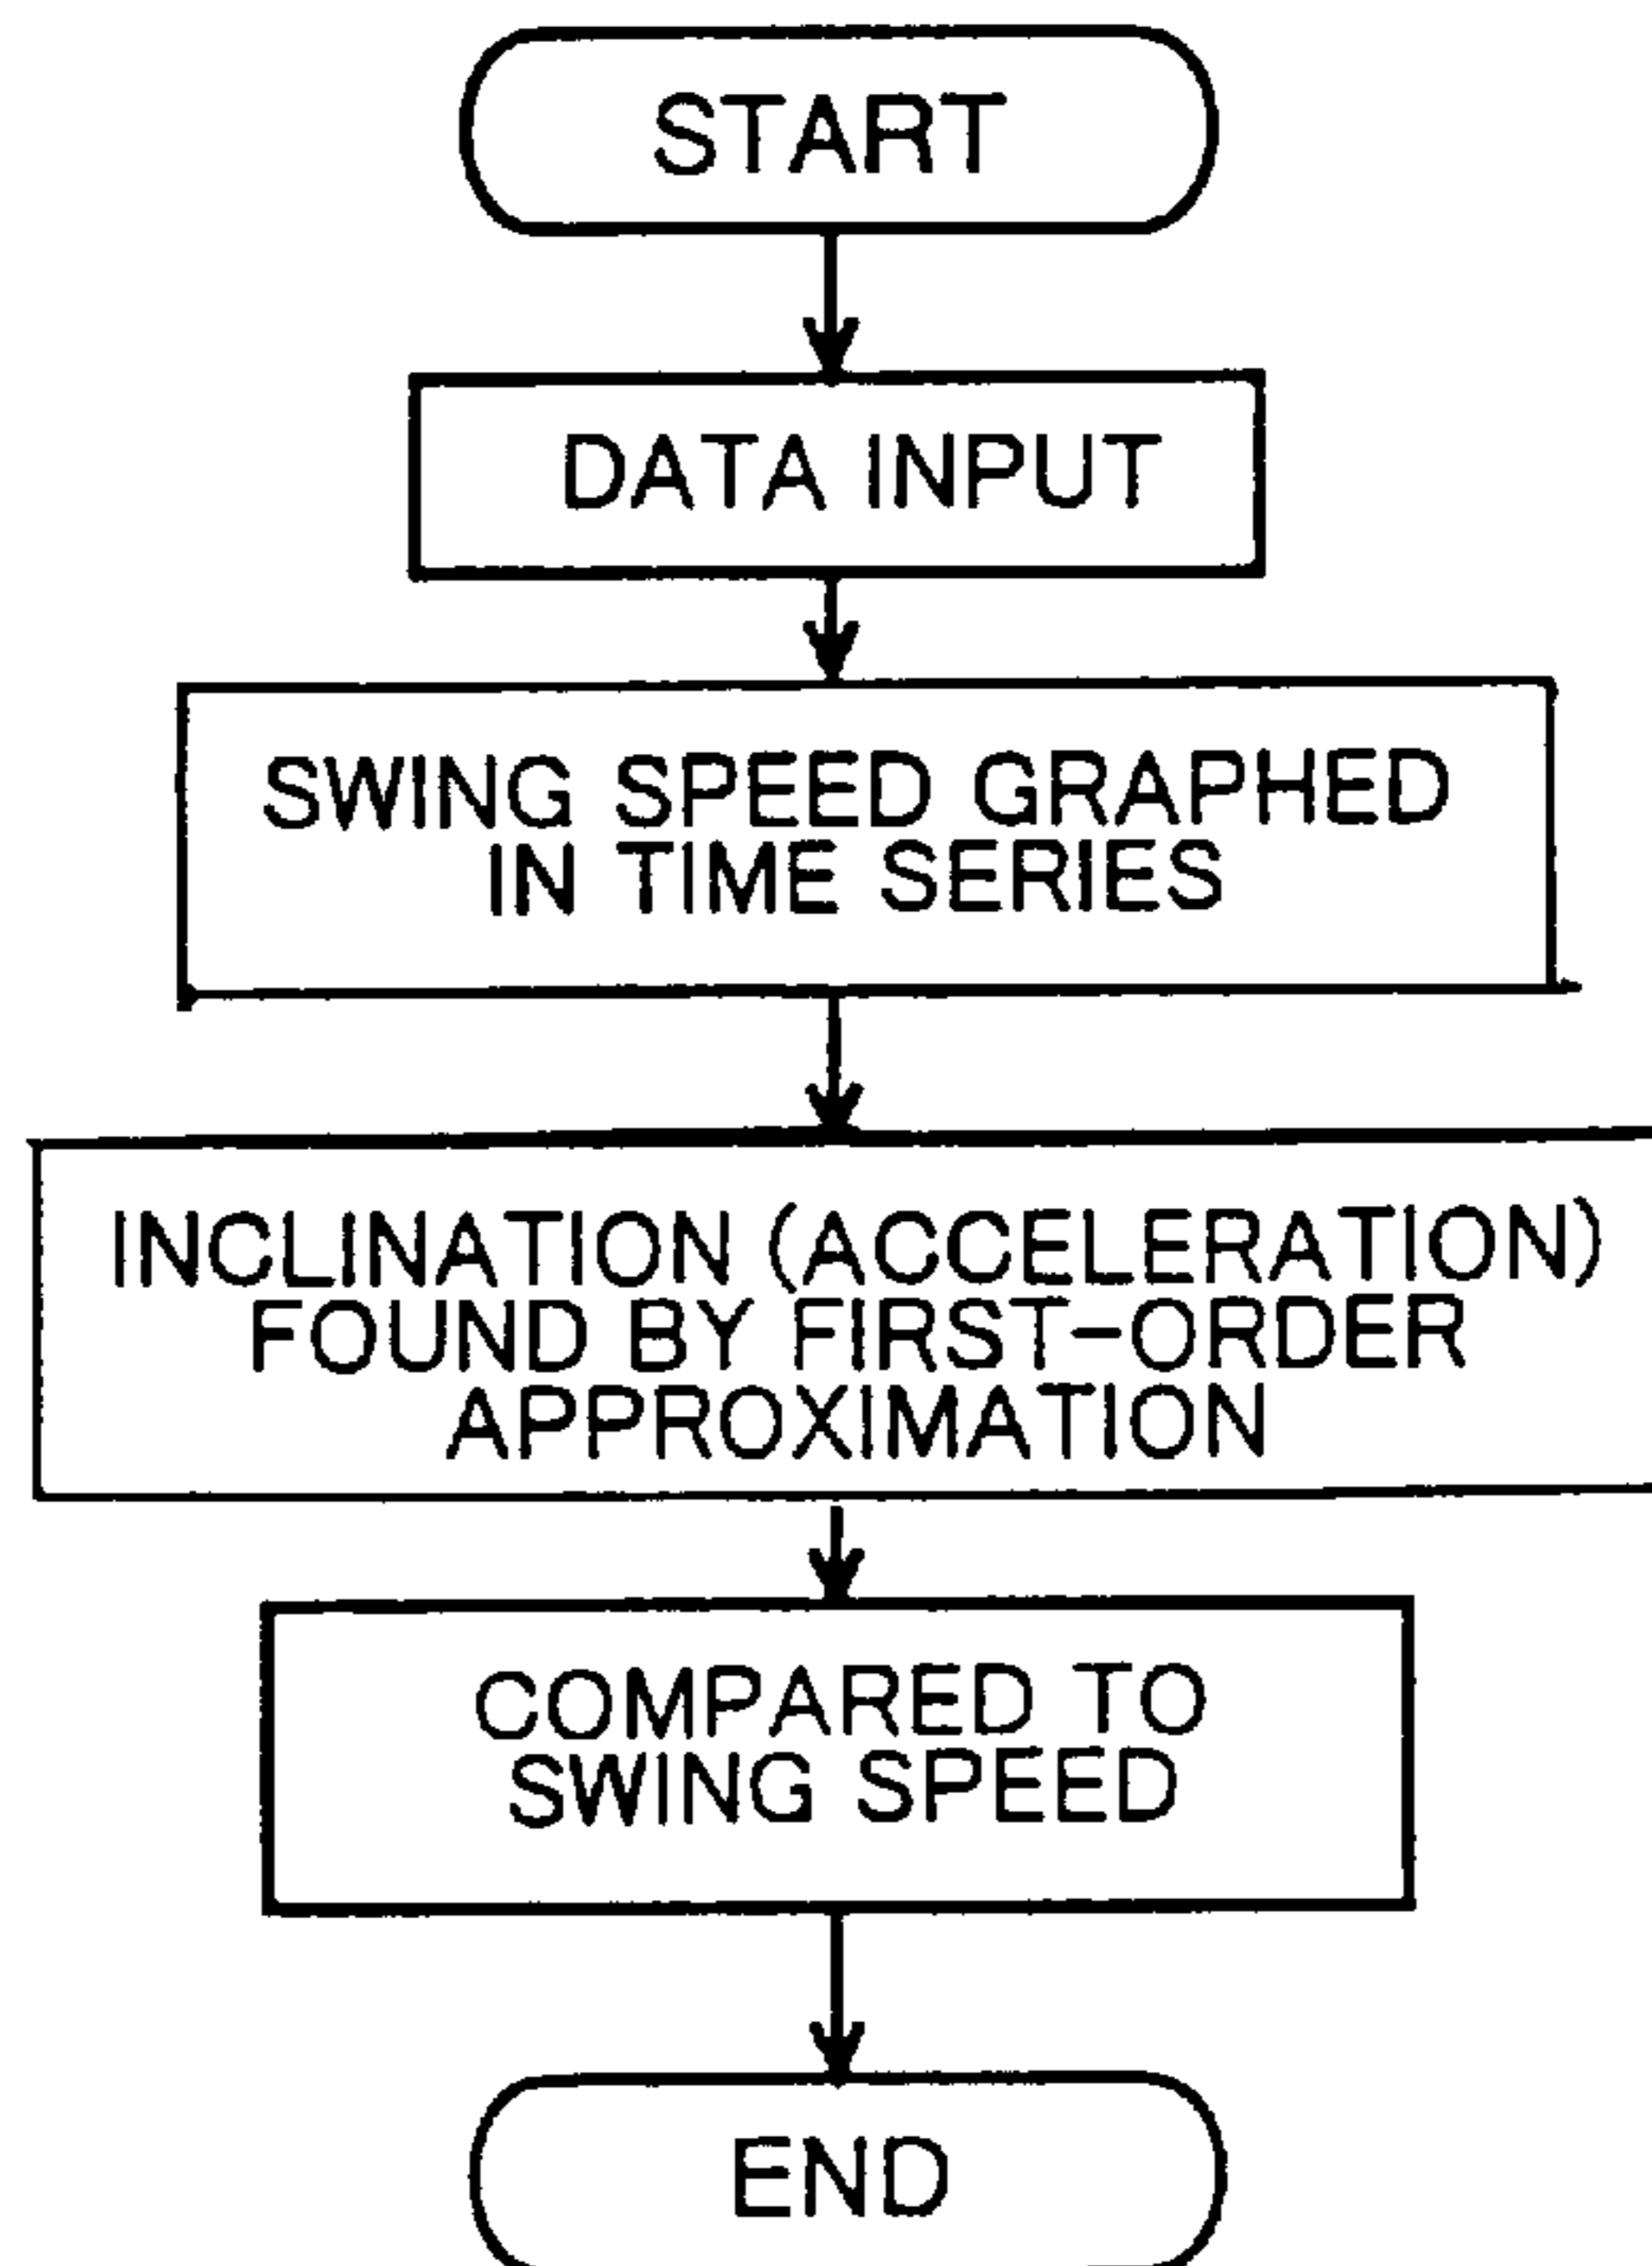 START
DATA INPUT
SWING SPEED GRAPHED
IN TIME SERIES
INCLINATION (ACCELERATION)
FOUND BY FIRST-ORDER
APPROXIMATION
COMPARED TO
SWING SPEED
END